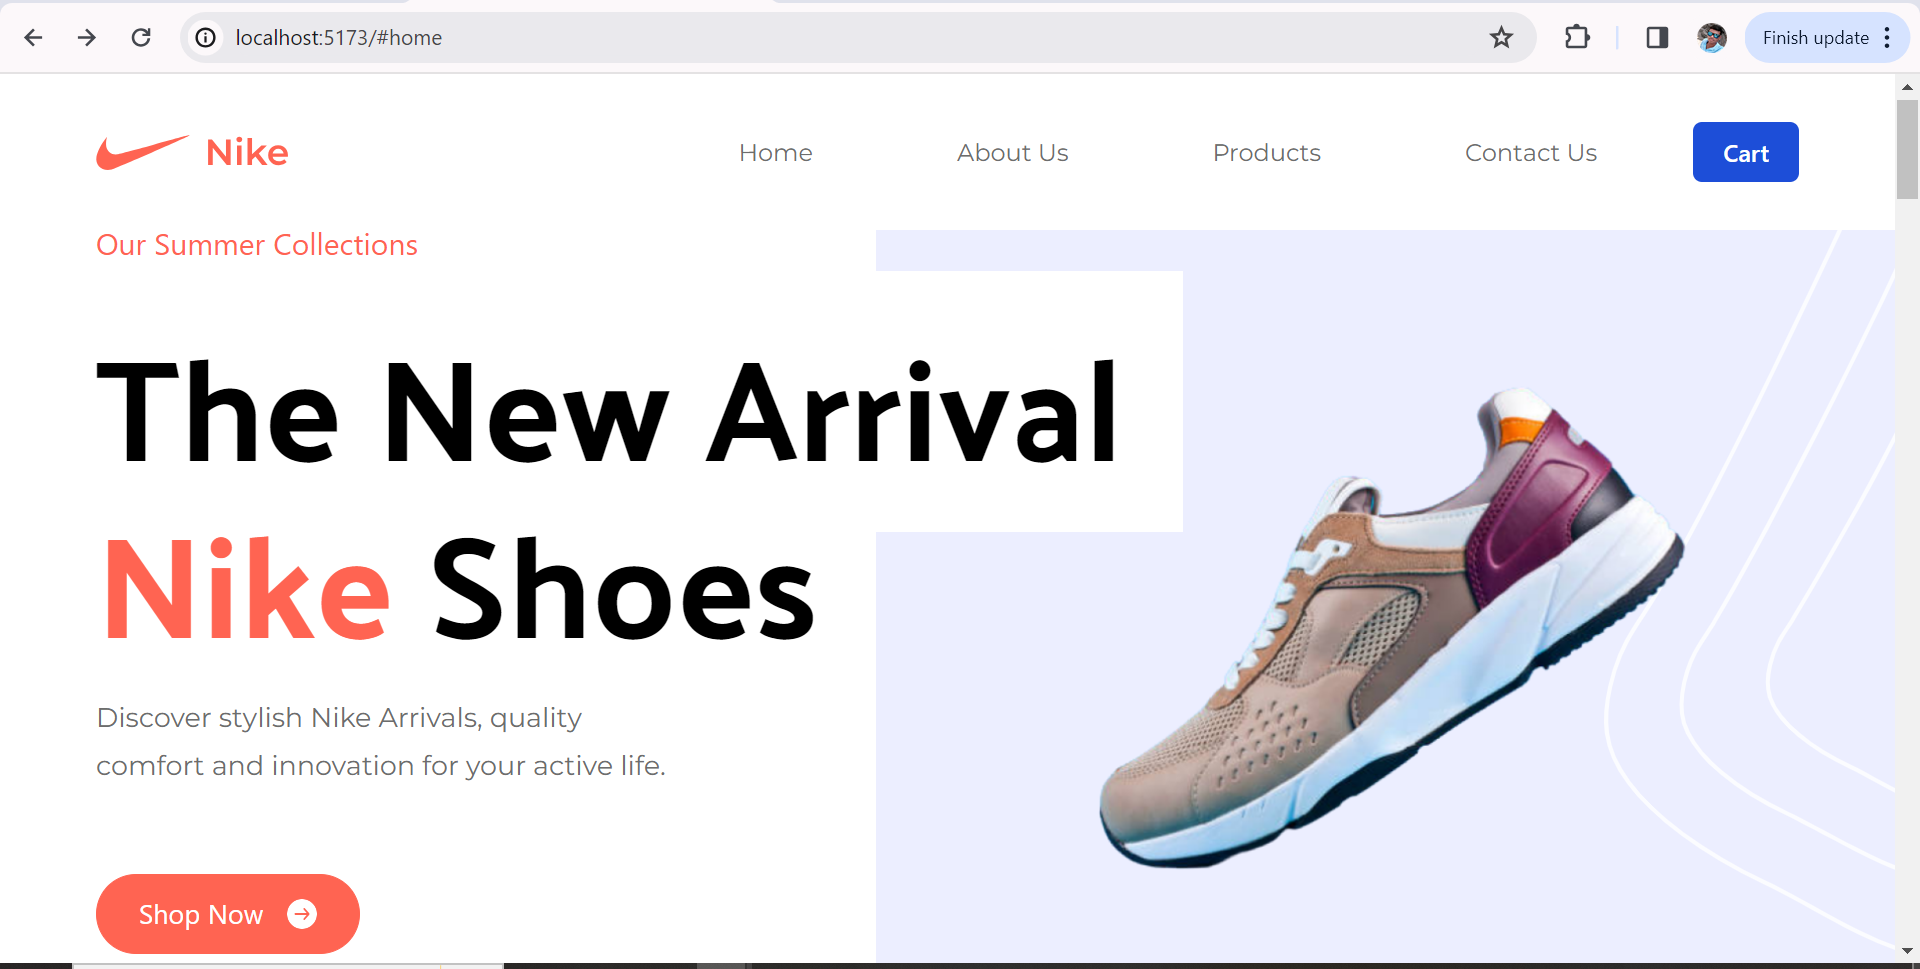 localhost:5173/#home
Finish update
Nike
Home
About Us
Products
Contact Us
Cart
Our Summer Collections
The New Arrival
Nike Shoes
Discover stylish Nike Arrivals, quality
comfort and innovation for your active life.
Shop Now